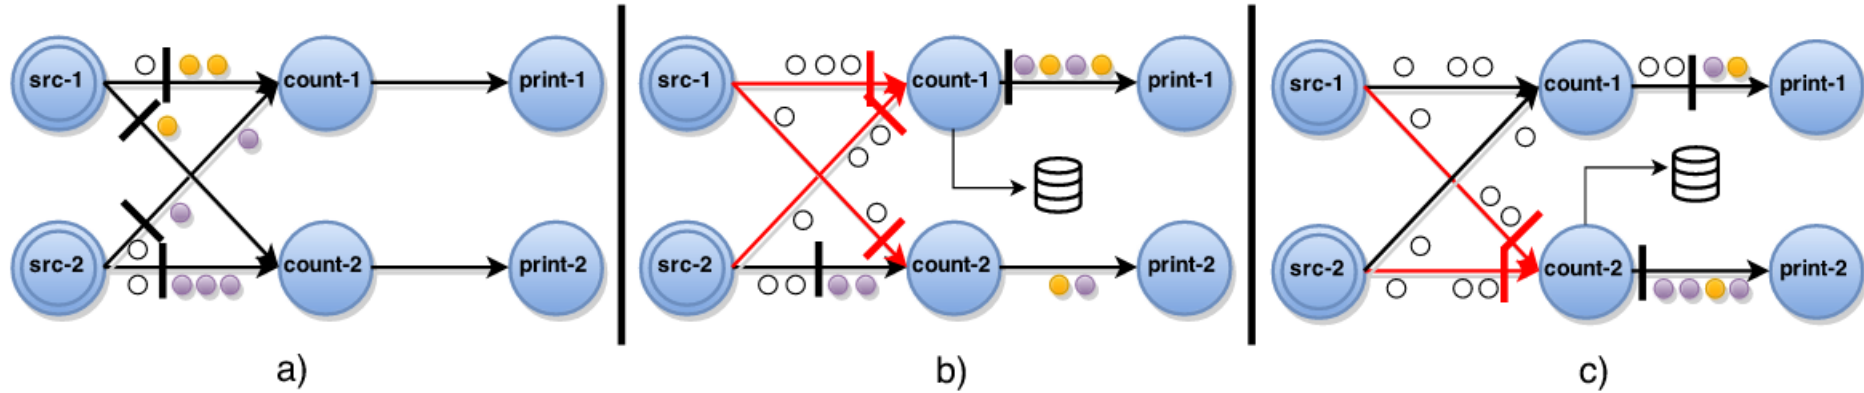 src-1 count-1 print-1
src-2 count-2 print-2
a)
src-1 count-1 print-1
src-2 count-2 print-2
b)
src-1 count-1 print-1
src-2 count-2 print-2
c)